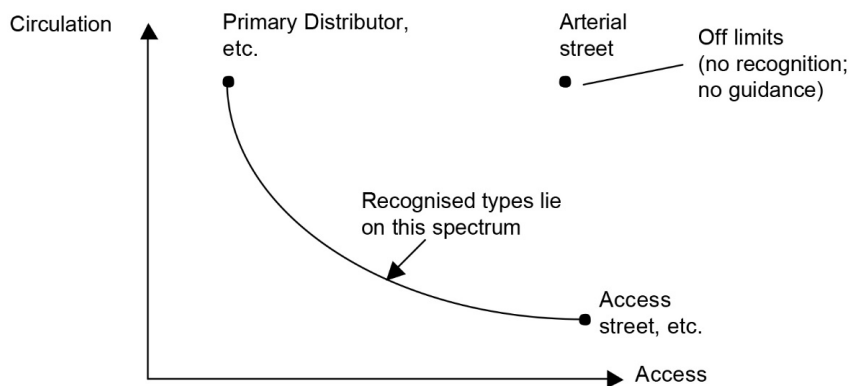 Circulation
Primary Distributor,
etc.
Arterial
street
Off limits
(no recognition;
no guidance)
Recognised types lie
on this spectrum
Access
street, etc.
Access